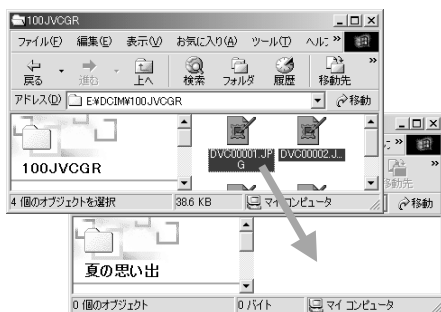 100JVCGR
ファイル(F) 編集(E) 表示(V) お気に入り(A) ツール(T) ヘルプ »
戻る 進む 上へ 検索 フォルダ 履歴 移動先 »
アドレス(D) E:¥DCIM¥100JVCGR 移動
100JVCGR
DVC00001.JPG DVC00002.J...
4 個のオブジェクトを選択 38.6 KB マイ コンピュータ
»
移動先 »
移動
夏の思い出
0 個のオブジェクト 0 バイト マイ コンピュータ